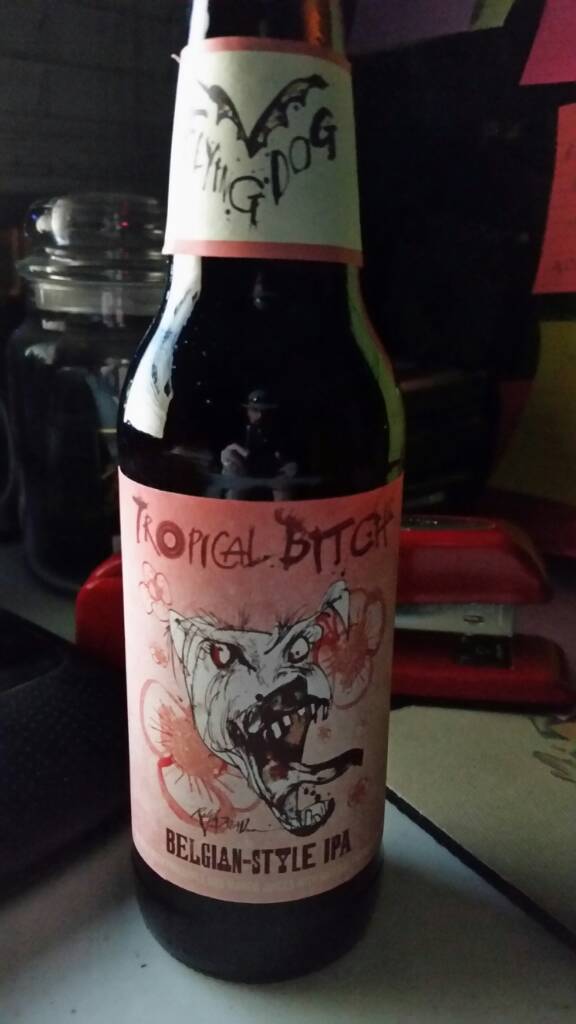 FLYING DOG
TROPICAL BITCH
BELGIAN-STYLE IPA